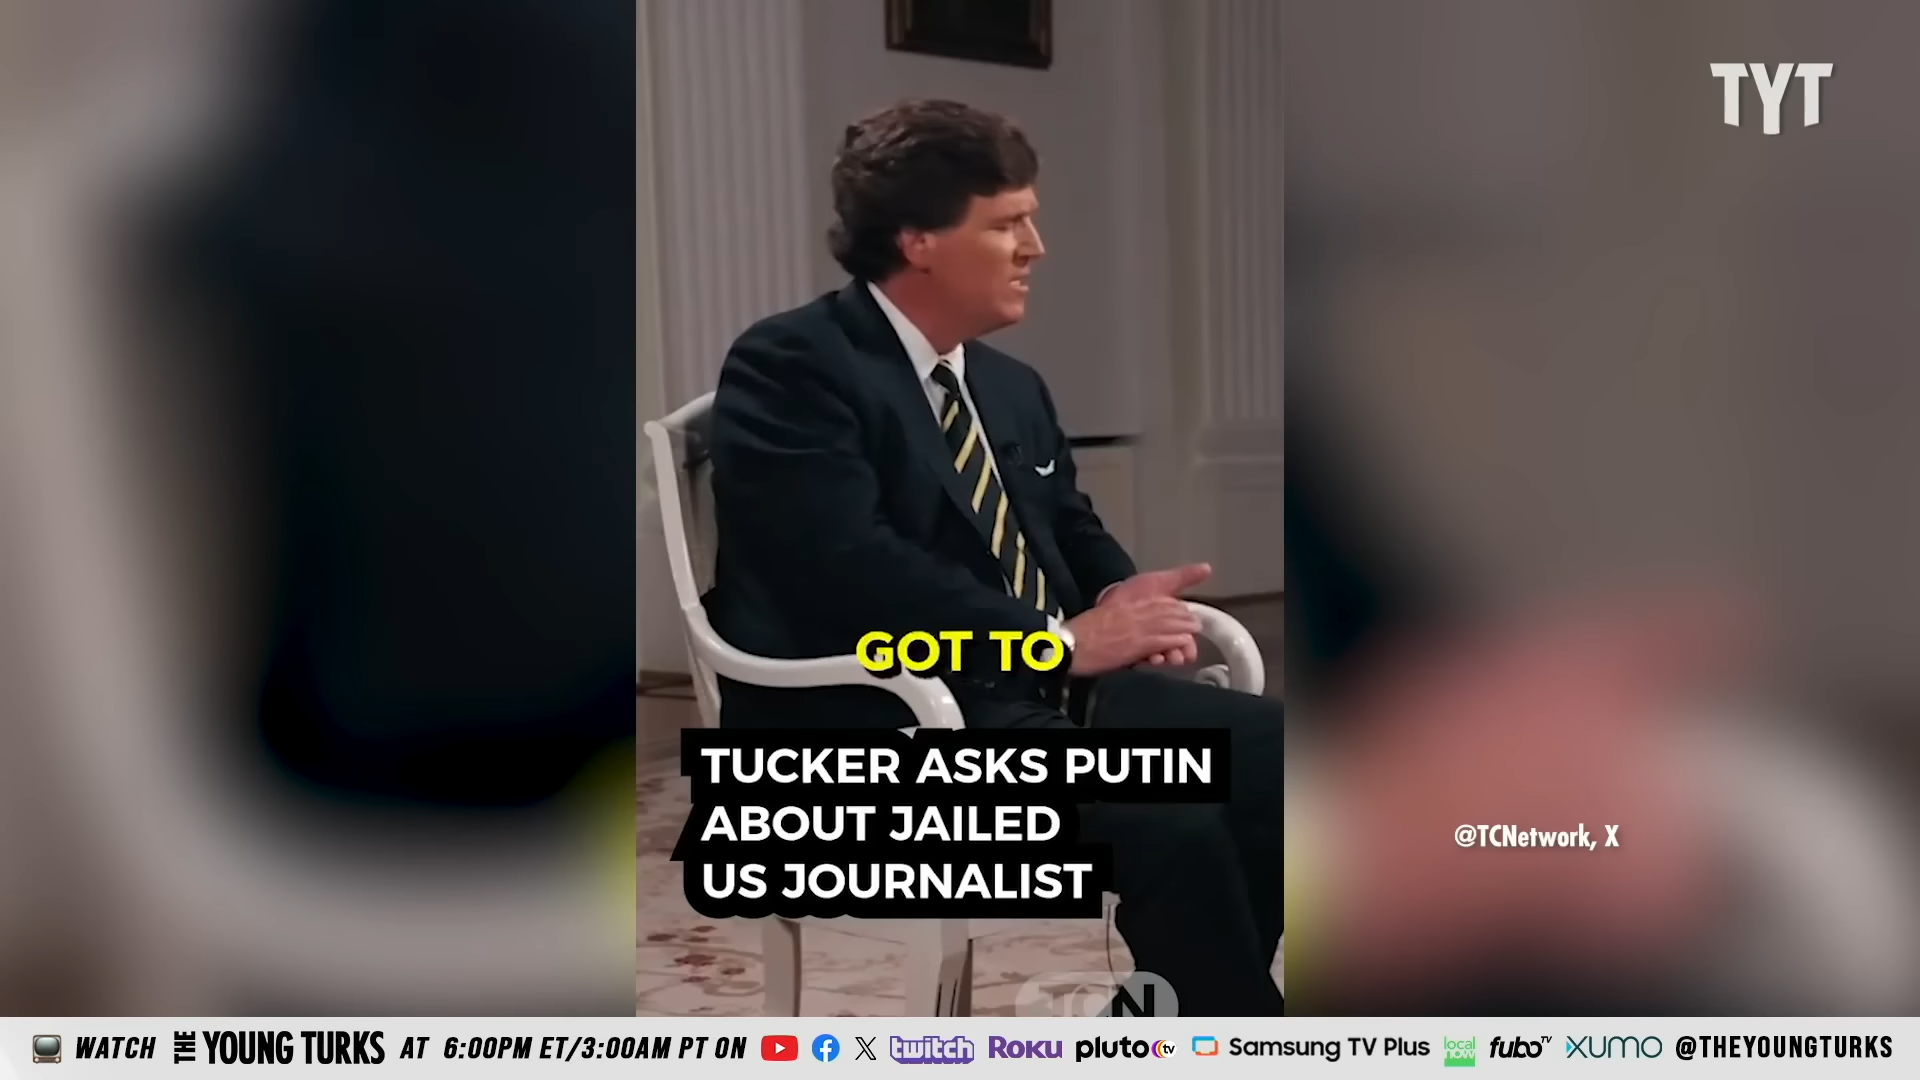 TYT
GOT TO
TUCKER ASKS PUTIN
ABOUT JAILED
US JOURNALIST
@TCNetwork, X
TCN
WATCH THE YOUNG TURKS AT 6:00PM ET/3:00AM PT ON twitch ROKU pluto tv Samsung TV Plus local now fubo TV XUMO @THEYOUNGTURKS